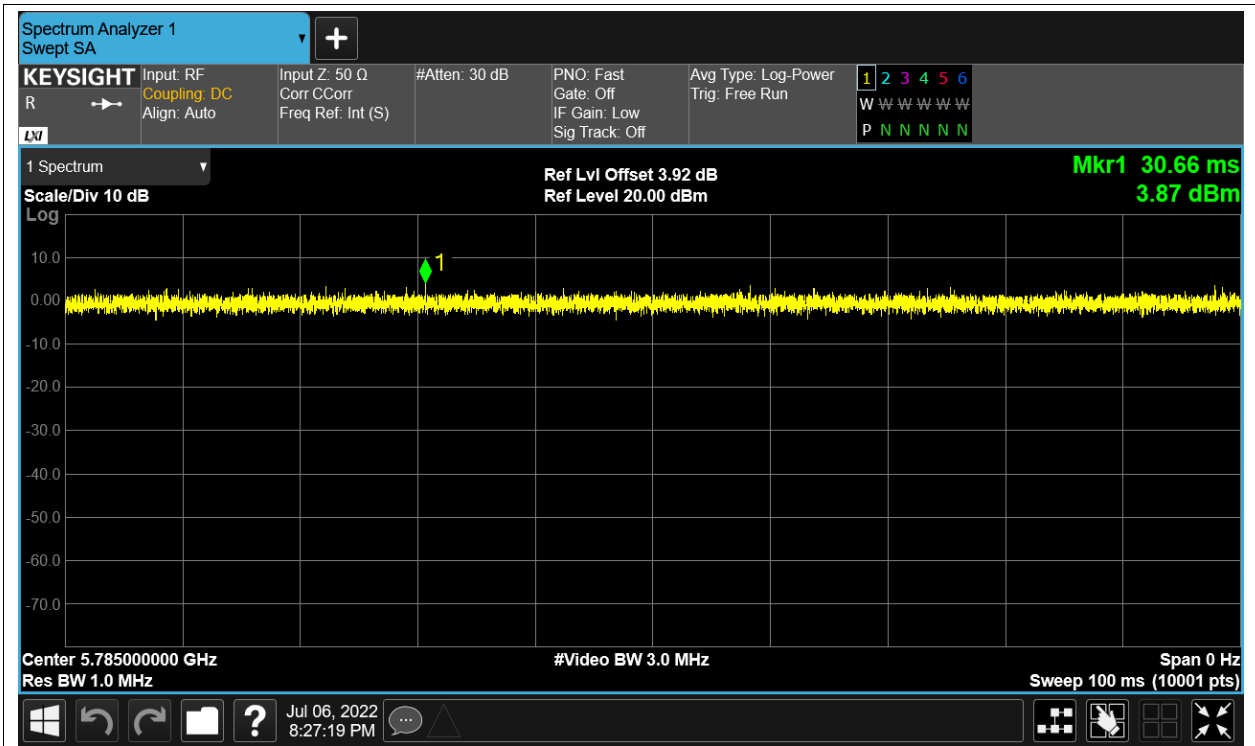 Spectrum Analyzer 1
Swept SA
KEYSIGHT
R
LXI
Input: RF
Coupling: DC
Align: Auto
Input Z: 50 Ω
Corr CCorr
Freq Ref: Int (S)
#Atten: 30 dB
PNO: Fast
Gate: Off
IF Gain: Low
Sig Track: Off
Avg Type: Log-Power
Trig: Free Run
1 2 3 4 5 6
W W W W W W
P N N N N N
1 Spectrum
Scale/Div 10 dB
Log
Ref Lvl Offset 3.92 dB
Ref Level 20.00 dBm
Mkr1 30.66 ms
3.87 dBm
1
10.0
0.00
-10.0
-20.0
-30.0
-40.0
-50.0
-60.0
-70.0
Center 5.785000000 GHz
Res BW 1.0 MHz
#Video BW 3.0 MHz
Span 0 Hz
Sweep 100 ms (10001 pts)
?
Jul 06, 2022
8:27:19 PM